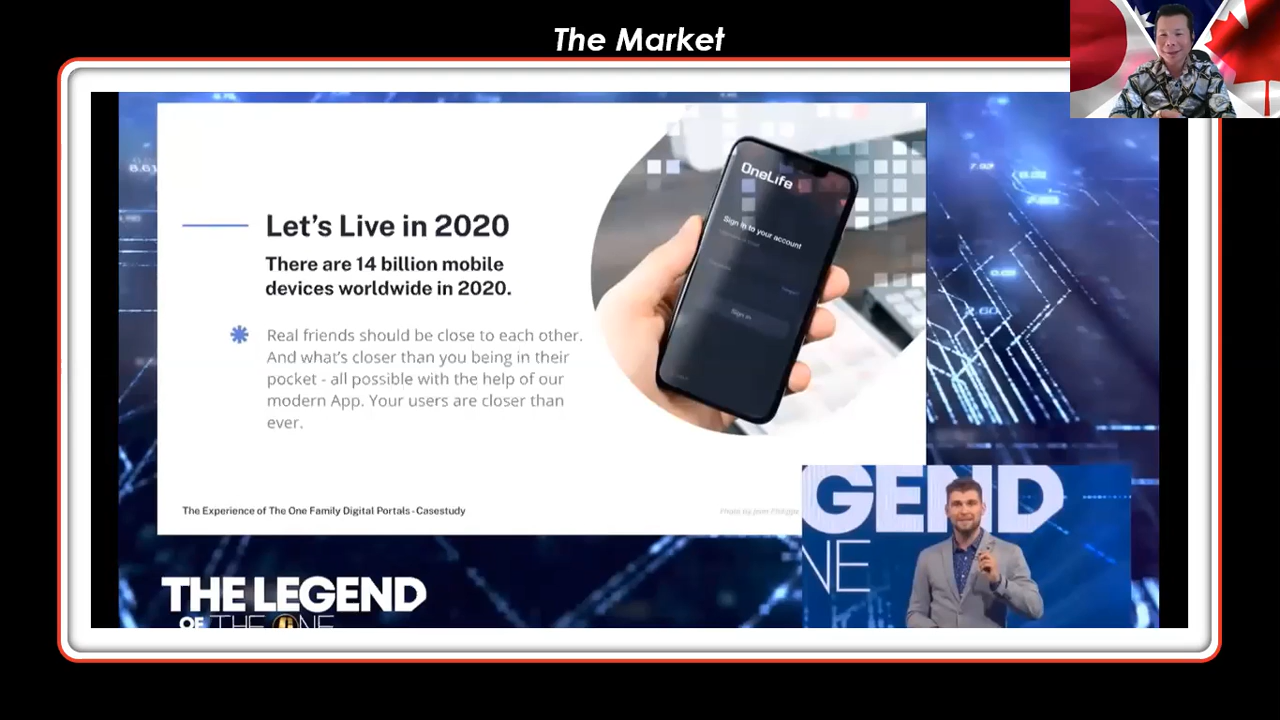 The Market
Let's Live in 2020
There are 14 billion mobile
devices worldwide in 2020.
Real friends should be close to each other.
And what's closer than you being in their
pocket - all possible with the help of our
modern App. Your users are closer than
ever.
OneLife
Sign in to your account
Sign in
The Experience of The One Family Digital Portals - Casestudy
GEND
NE
THE LEGEND
OF THE ONE